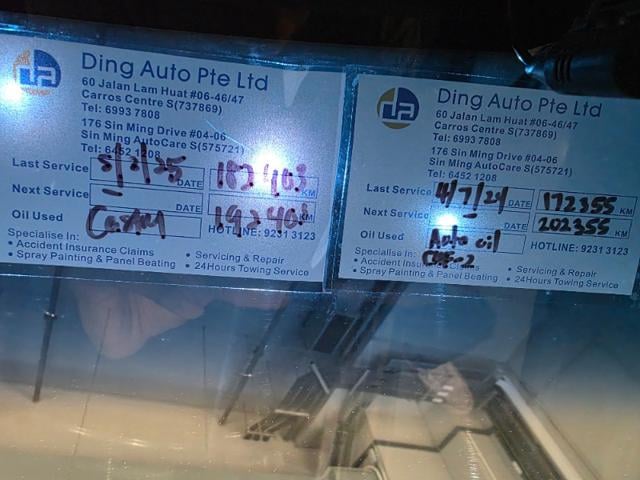 Ding Auto Pte Ltd
60 Jalan Lam Huat #06-46/47
Carros Centre S(737869)
Tel: 6993 7808
176 Sin Ming Drive #04-06
Sin Ming AutoCare S(575721)
Tel: 6452 1208
Last Service 5/2/25 DATE 182403 KM
Next Service DATE 192403 KM
Oil Used HOTLINE: 9231 3123
Specialise In:
• Accident Insurance Claims • Servicing & Repair
• Spray Painting & Panel Beating • 24Hours Towing Service
Ding Auto Pte Ltd
60 Jalan Lam Huat #06-46/47
Carros Centre S(737869)
Tel: 6993 7808
176 Sin Ming Drive #04-06
Sin Ming AutoCare S(575721)
Tel: 6452 1208
Last Service 4/7/24 DATE 172355 KM
Next Service DATE 202355 KM
Oil Used Auto oil HOTLINE: 9231 3123
Specialise In:
• Accident Insurance Claims • Servicing & Repair
• Spray Painting & Panel Beating • 24Hours Towing Service